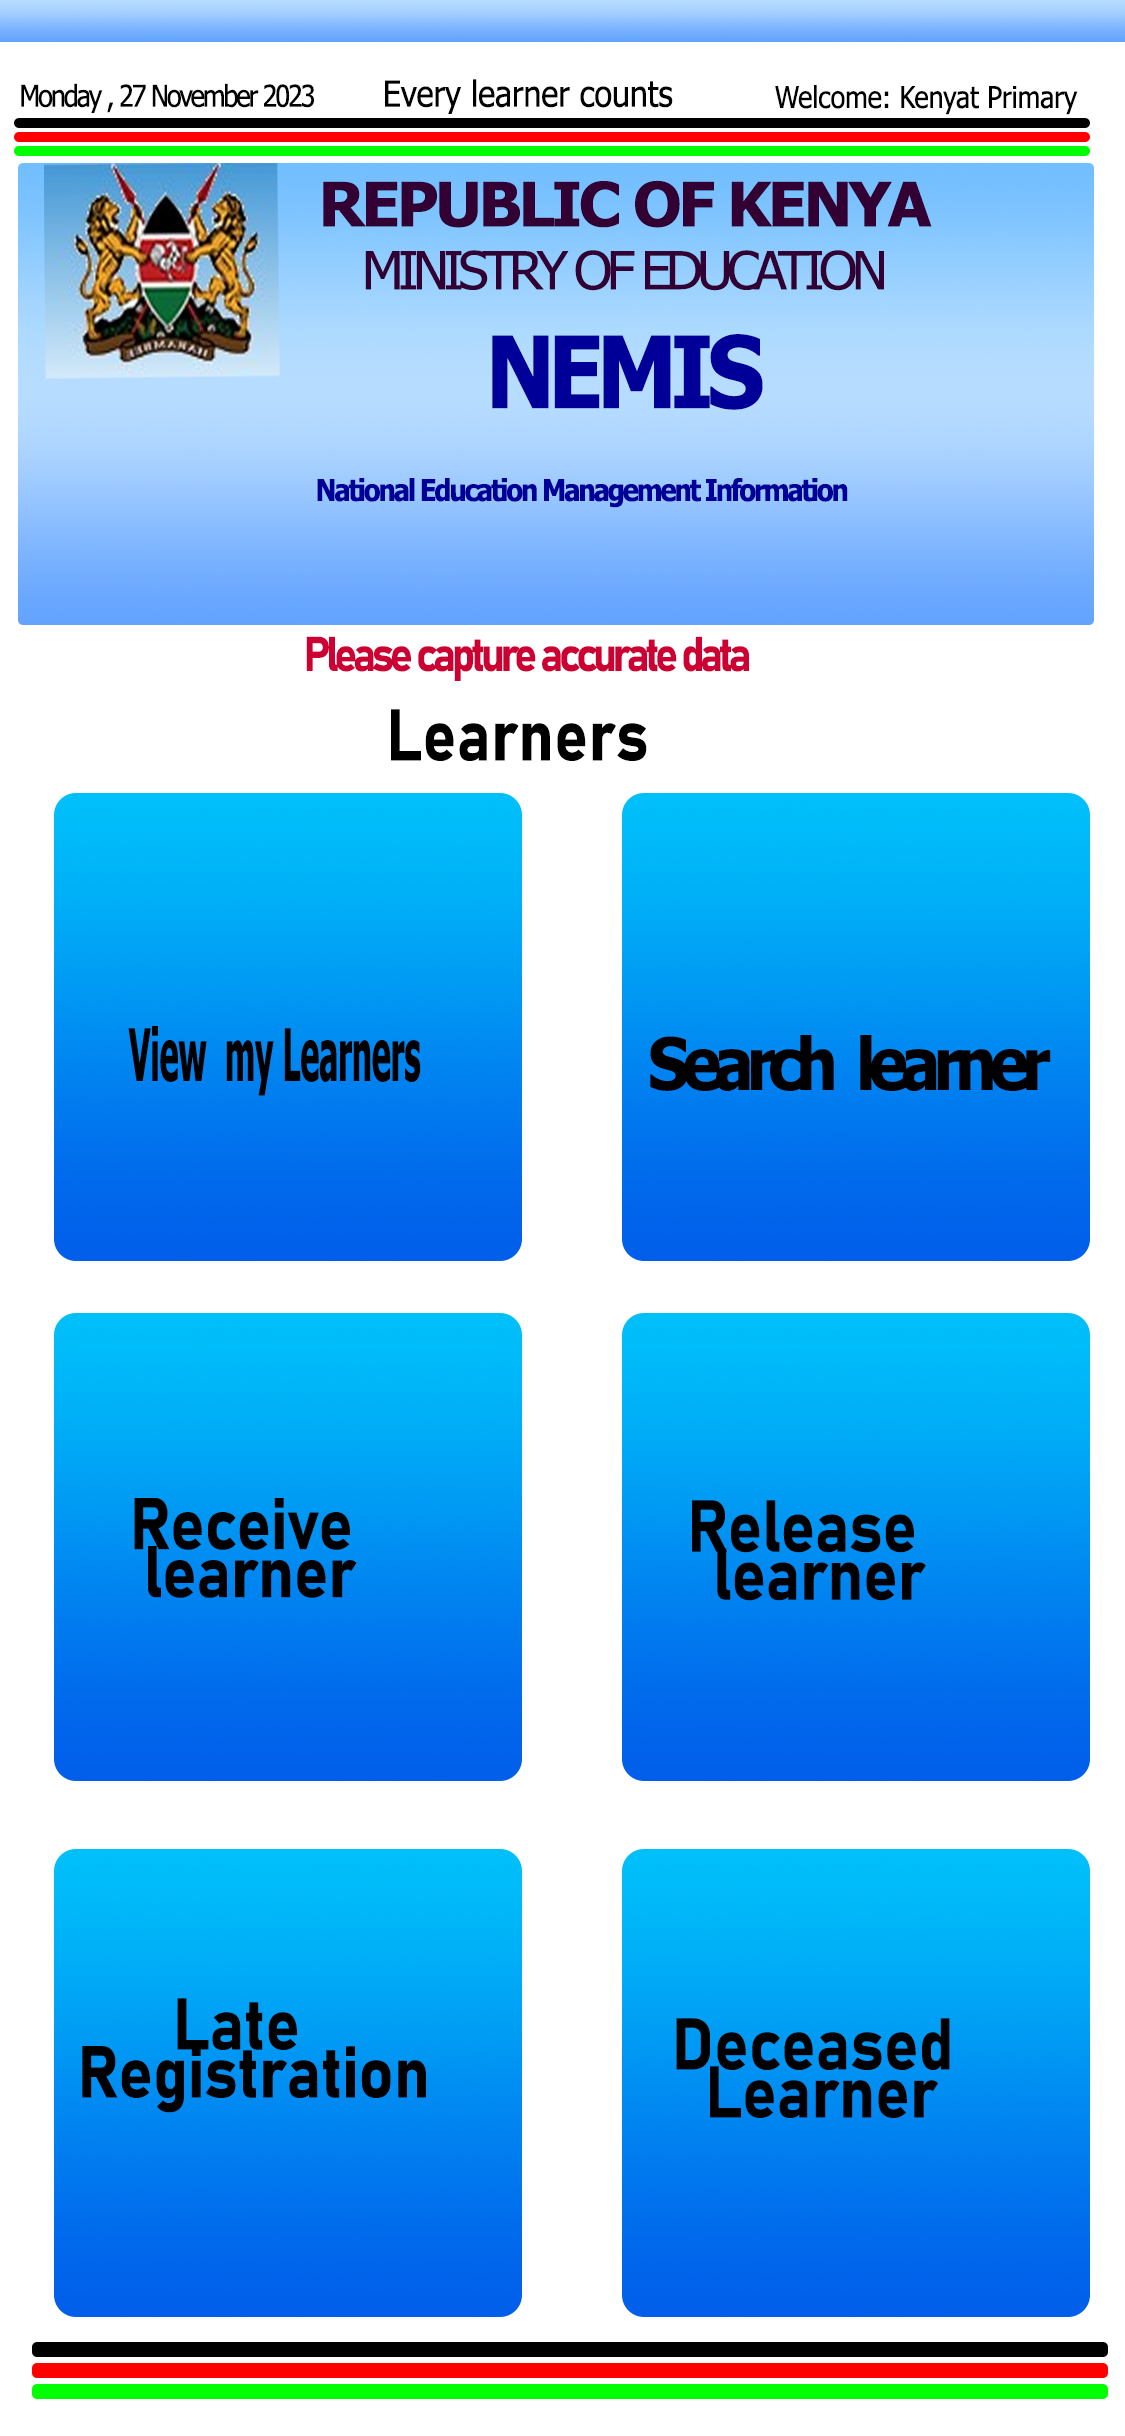 Monday , 27 November 2023
Every learner counts
Welcome: Kenyat Primary
REPUBLIC OF KENYA
MINISTRY OF EDUCATION
NEMIS
National Education Management Information
Please capture accurate data
Learners
View my Learners
Search learner
Receive
learner
Release
learner
Late
Registration
Deceased
Learner